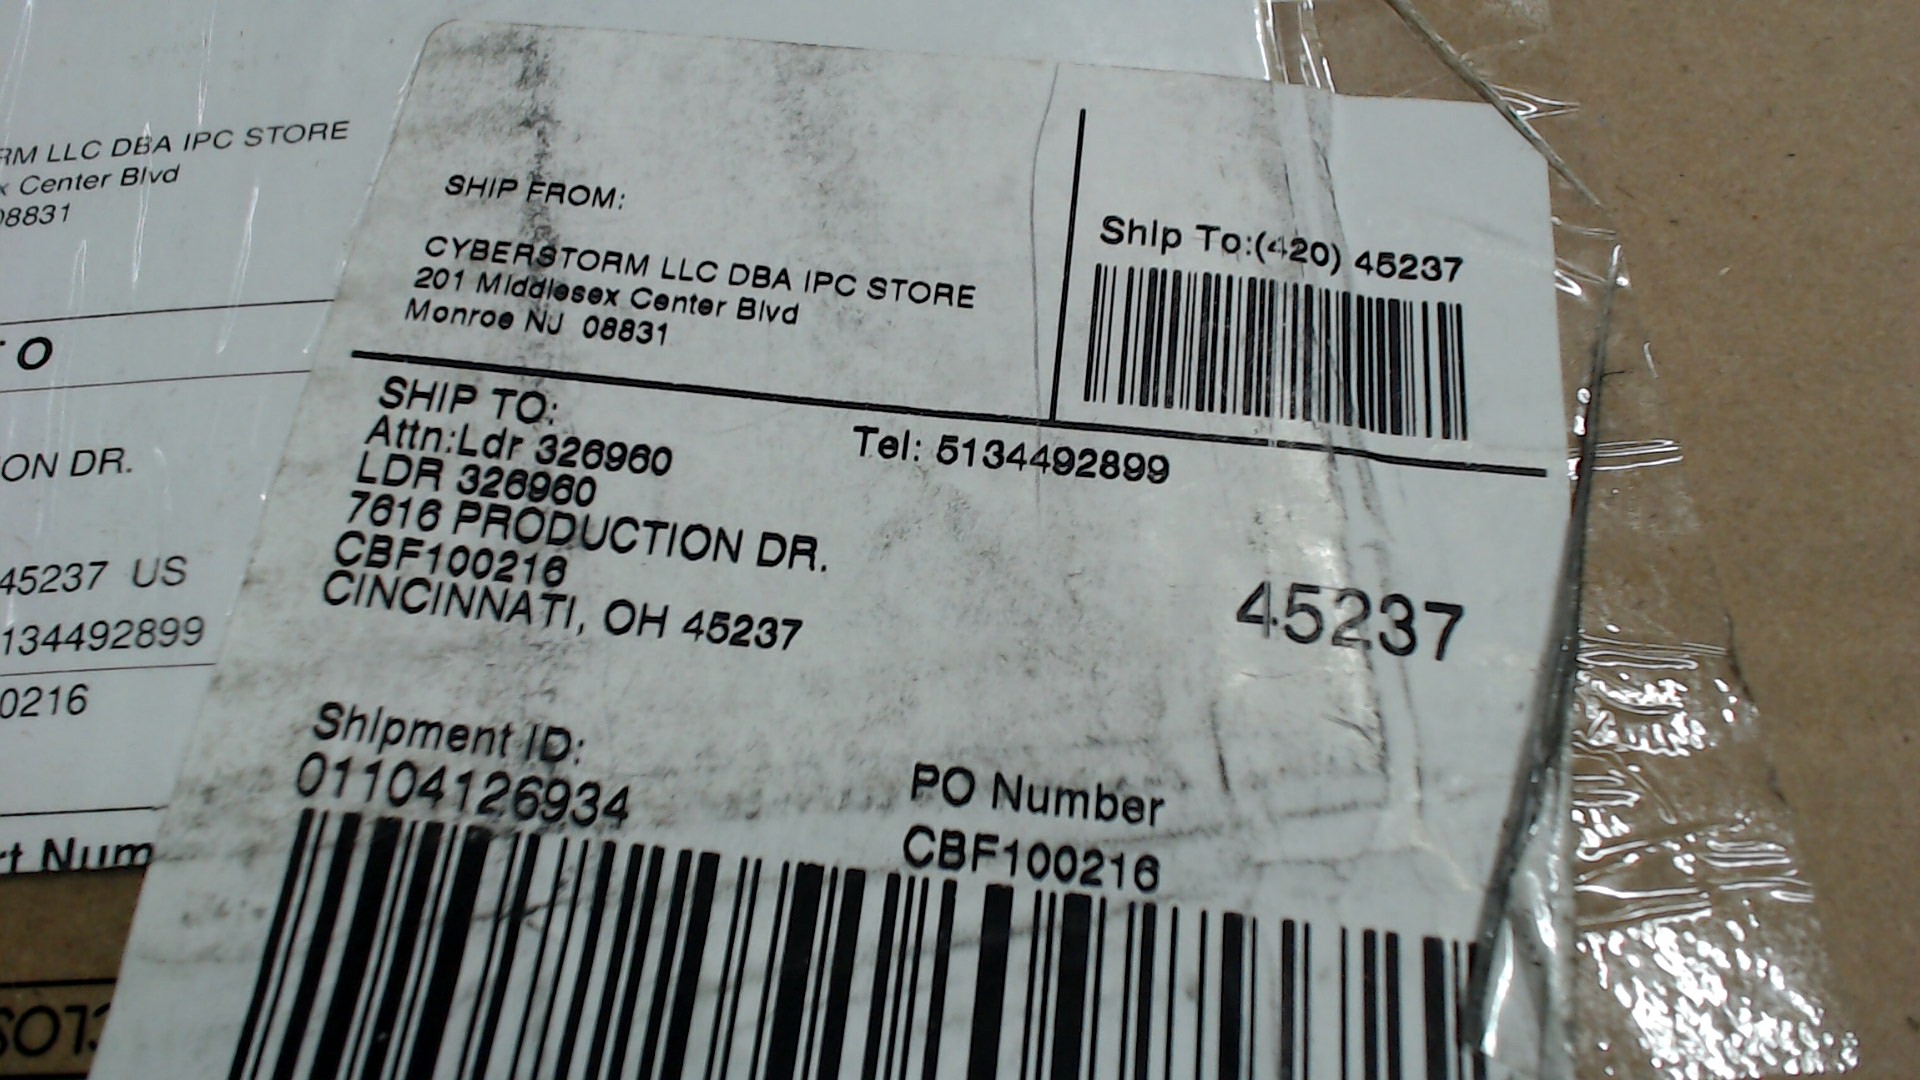 RM LLC DBA IPC STORE
x Center Blvd
08831
TO
ON DR.
45237 US
134492899
0216
rt Num
SHIP FROM:
CYBERSTORM LLC DBA IPC STORE
201 Middlesex Center Blvd
Monroe NJ 08831
Ship To:(420) 45237
SHIP TO:
Attn:Ldr 326960
Tel: 5134492899
LDR 326960
7616 PRODUCTION DR.
CBF100216
CINCINNATI, OH 45237
45237
Shipment ID:
01104126934
PO Number
CBF100216